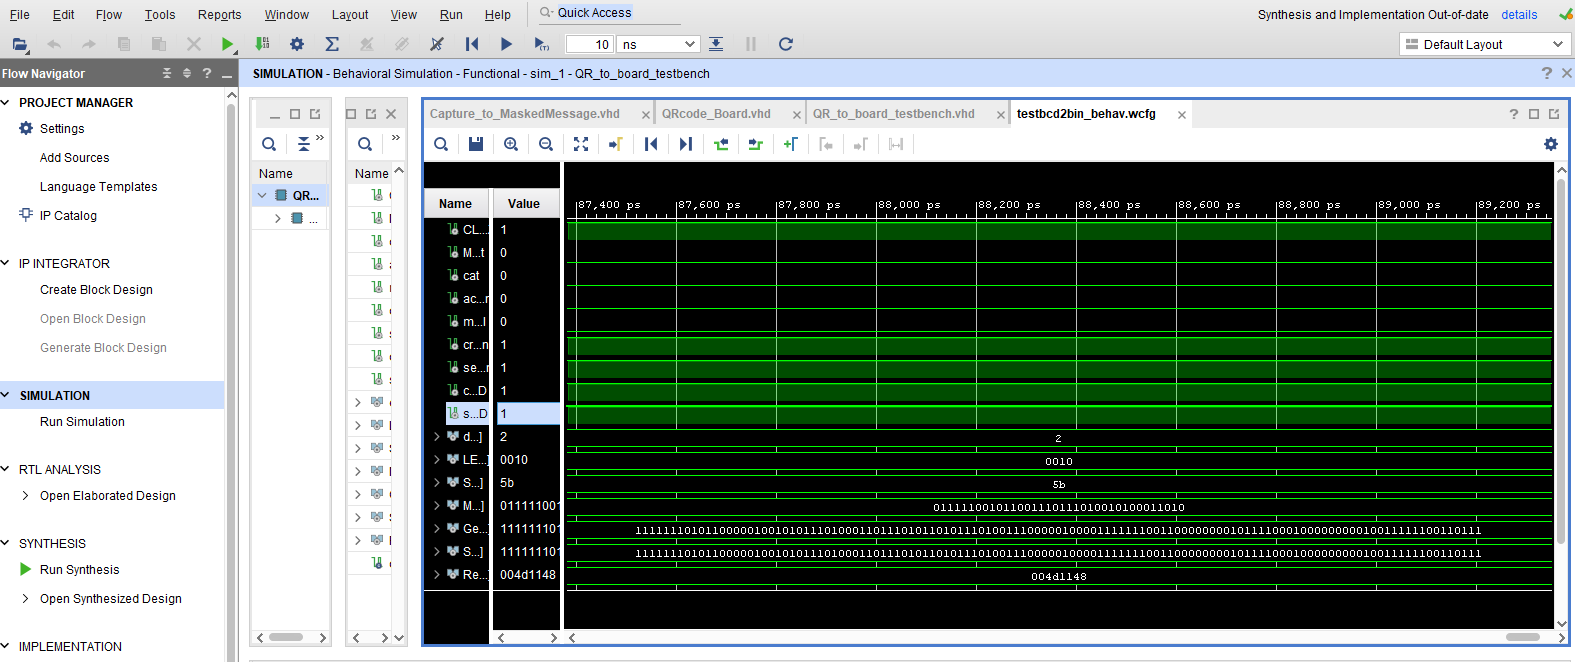 File Edit Flow Tools Reports Window Layout View Run Help Quick Access Synthesis and Implementation Out-of-date details
10 ns Default Layout
Flow Navigator
SIMULATION - Behavioral Simulation - Functional - sim_1 - QR_to_board_testbench
PROJECT MANAGER
Settings
Add Sources
Language Templates
IP Catalog
IP INTEGRATOR
Create Block Design
Open Block Design
Generate Block Design
SIMULATION
Run Simulation
RTL ANALYSIS
Open Elaborated Design
SYNTHESIS
Run Synthesis
Open Synthesized Design
IMPLEMENTATION
Name
QR...
...
Name
Capture_to_MaskedMessage.vhd QRcode_Board.vhd QR_to_board_testbench.vhd testbcd2bin_behav.wcfg
Name Value
87,400 ps 87,600 ps 87,800 ps 88,000 ps 88,200 ps 88,400 ps 88,600 ps 88,800 ps 89,000 ps 89,200 ps
CL... 1
M...t 0
cat 0
ac...r 0
m...l 0
cr...n 1
se...r 1
c...D 1
s...D 1
d...] 2 2
LE...] 0010 0010
S...] 5b 5b
M...]
Ge...]
S...]
Re... 004d1148 004d1148